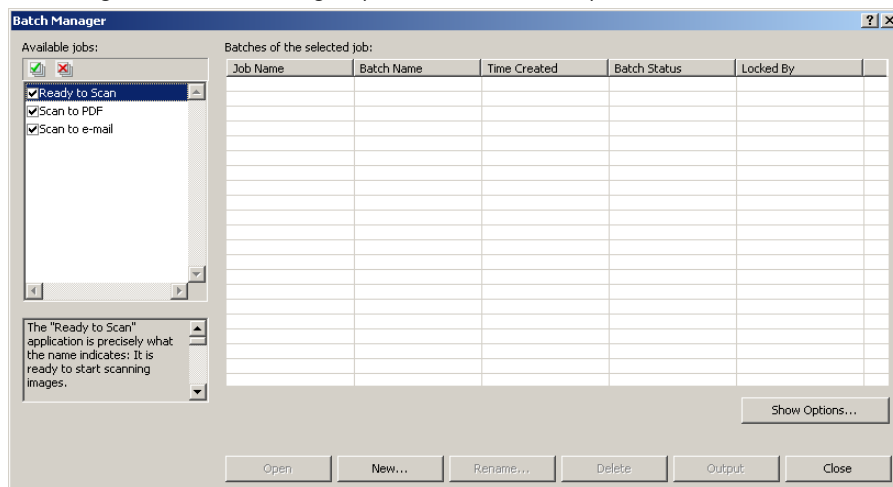 Batch Manager
Available jobs:
Batches of the selected job:
Job Name Batch Name Time Created Batch Status Locked By
Ready to Scan
Scan to PDF
Scan to e-mail
The "Ready to Scan"
application is precisely what
the name indicates: It is
ready to start scanning
images.
Show Options...
Open New... Rename... Delete Output Close